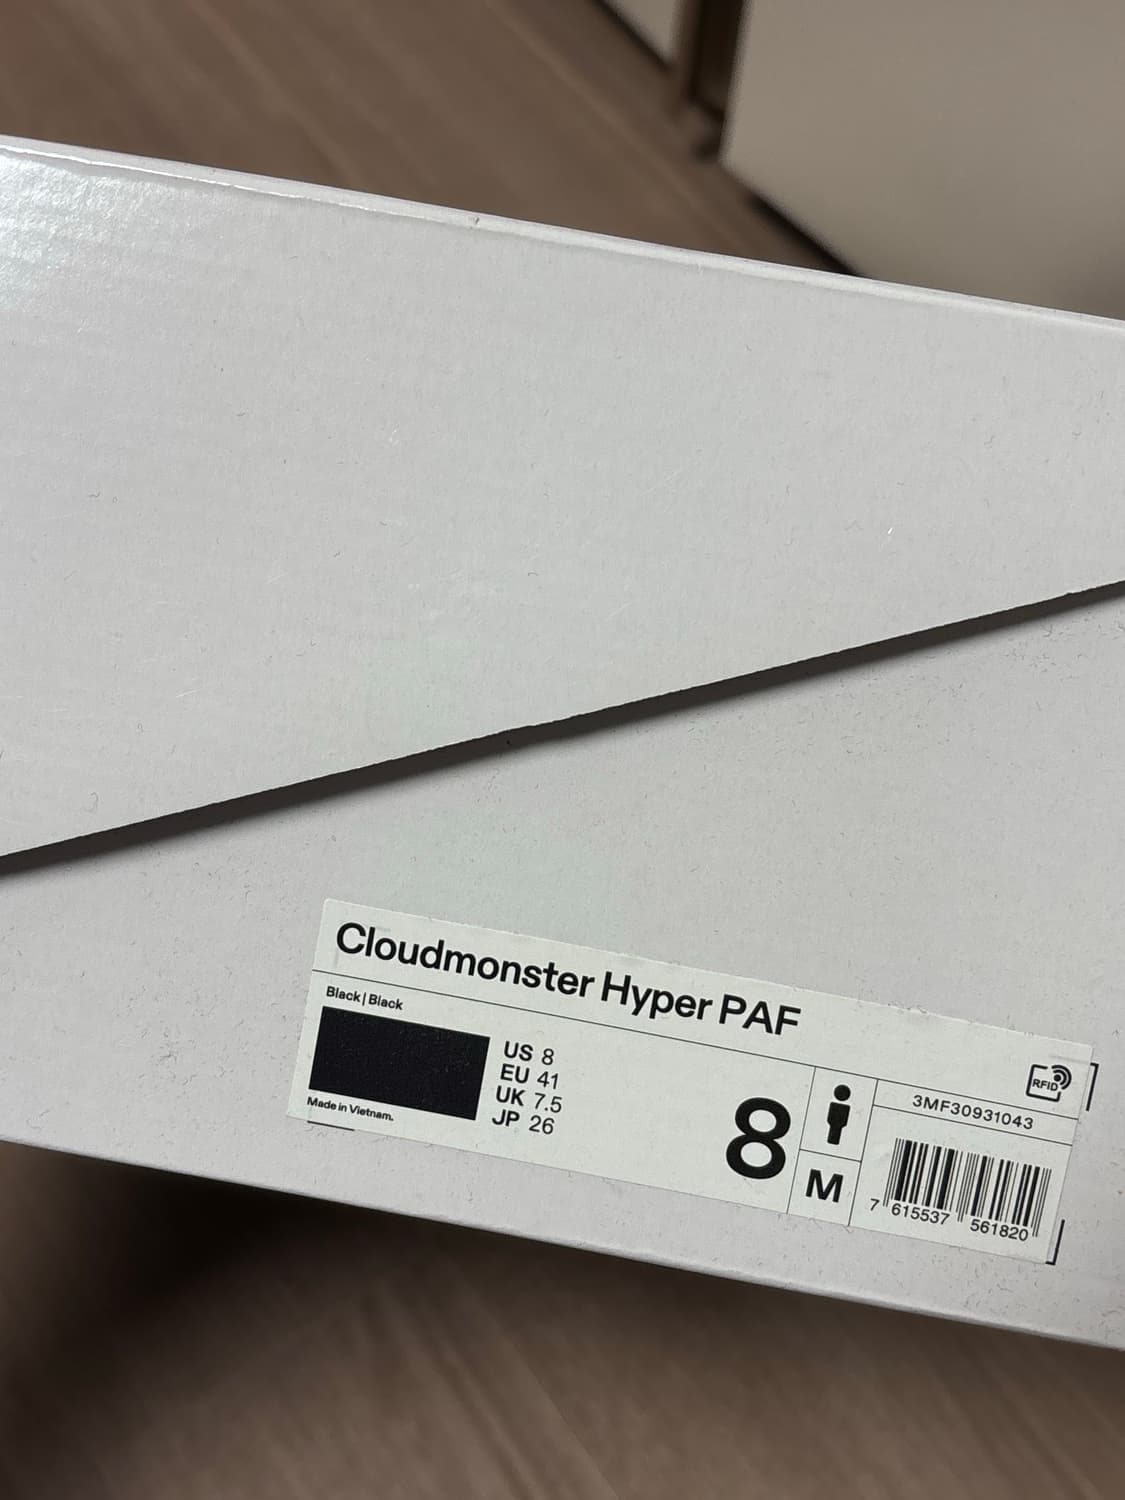 Cloudmonster Hyper PAF
Black | Black
US 8
EU 41
UK 7.5
JP 26
Made in Vietnam.
8
M
RFID
3MF30931043
7 615537 561820